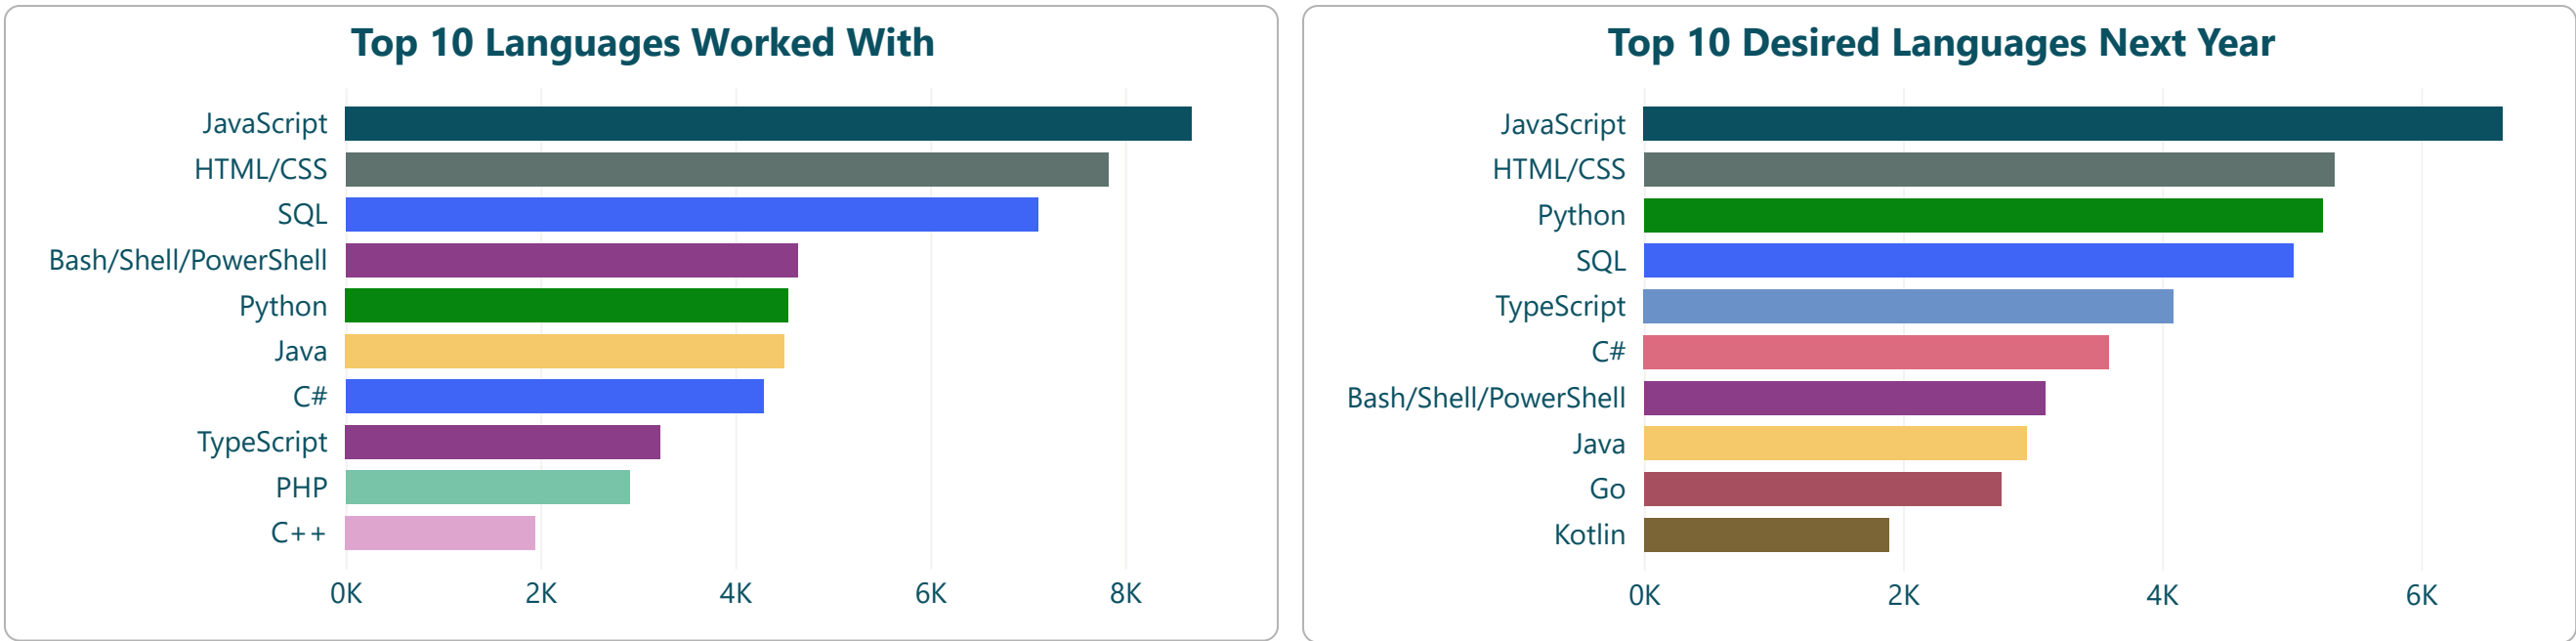 Top 10 Languages Worked With
JavaScript
HTML/CSS
SQL
Bash/Shell/PowerShell
Python
Java
C#
TypeScript
PHP
C++
0K 2K 4K 6K 8K
Top 10 Desired Languages Next Year
JavaScript
HTML/CSS
Python
SQL
TypeScript
C#
Bash/Shell/PowerShell
Java
Go
Kotlin
0K 2K 4K 6K